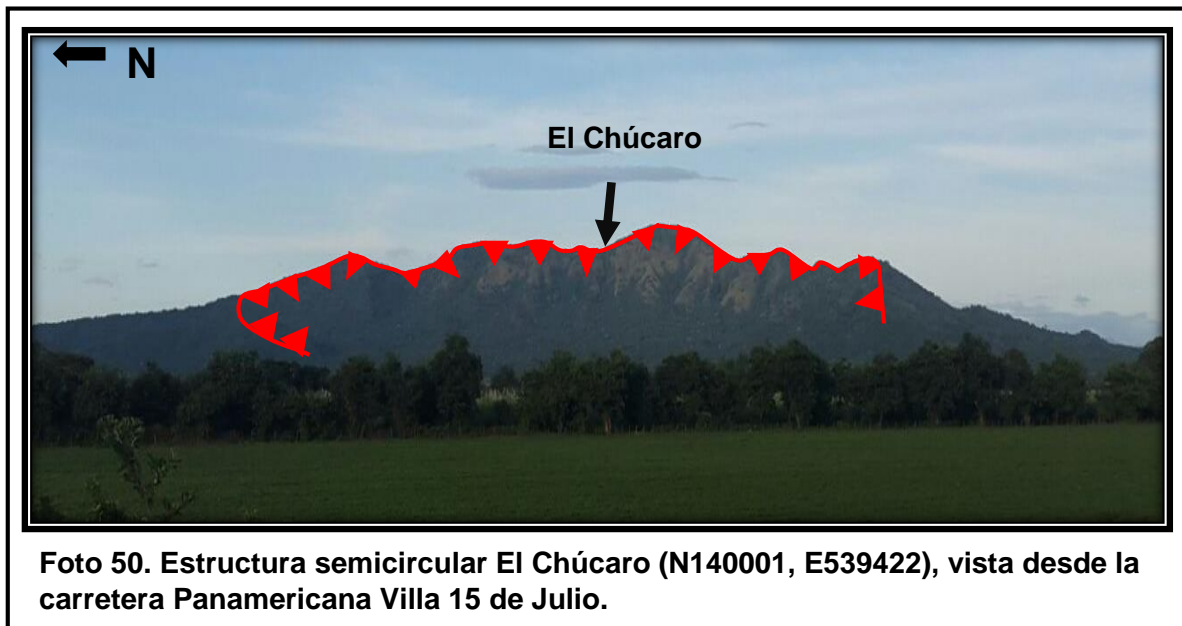 N
El Chúcaro
Foto 50. Estructura semicircular El Chúcaro (N140001, E539422), vista desde la
carretera Panamericana Villa 15 de Julio.